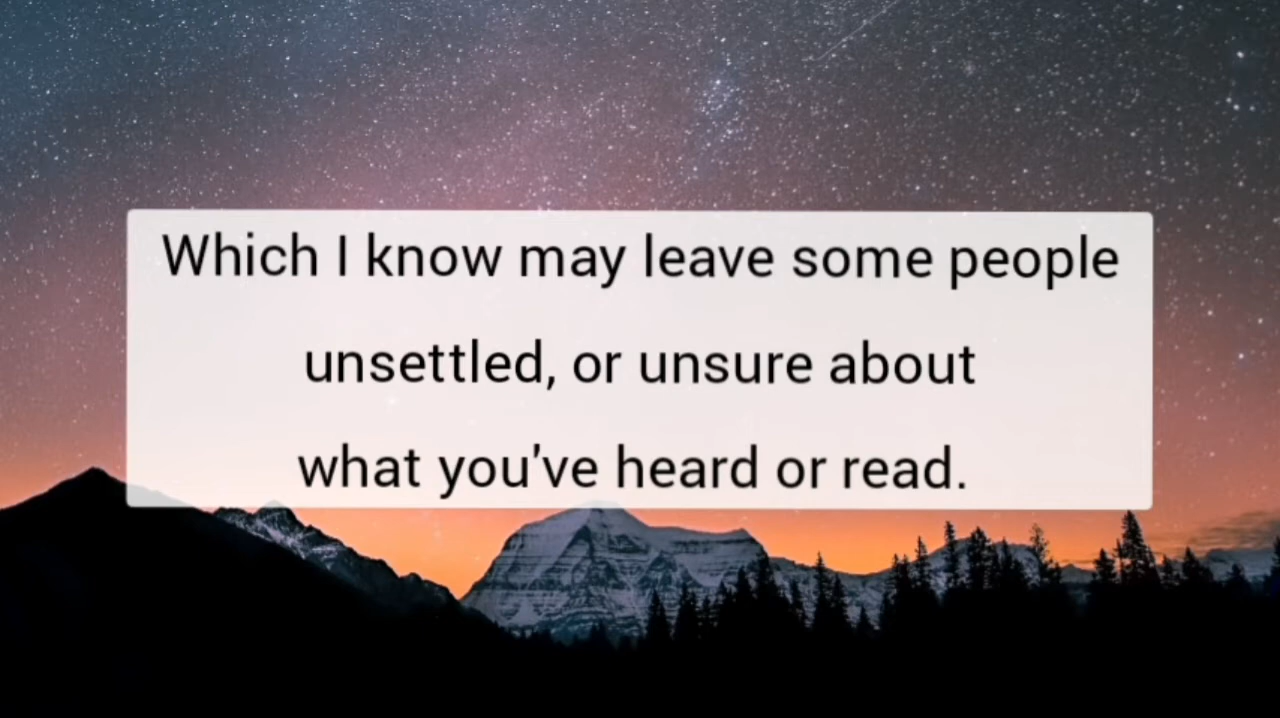 Which I know may leave some people
unsettled, or unsure about
what you've heard or read.